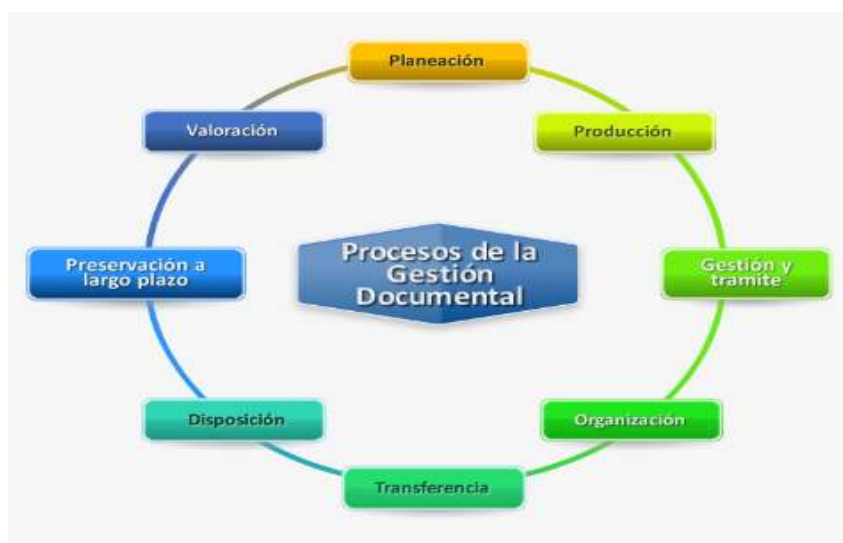 Planeación
Producción
Gestión y
tramite
Organización
Transferencia
Disposición
Preservación a
largo plazo
Valoración
Procesos de la
Gestión
Documental